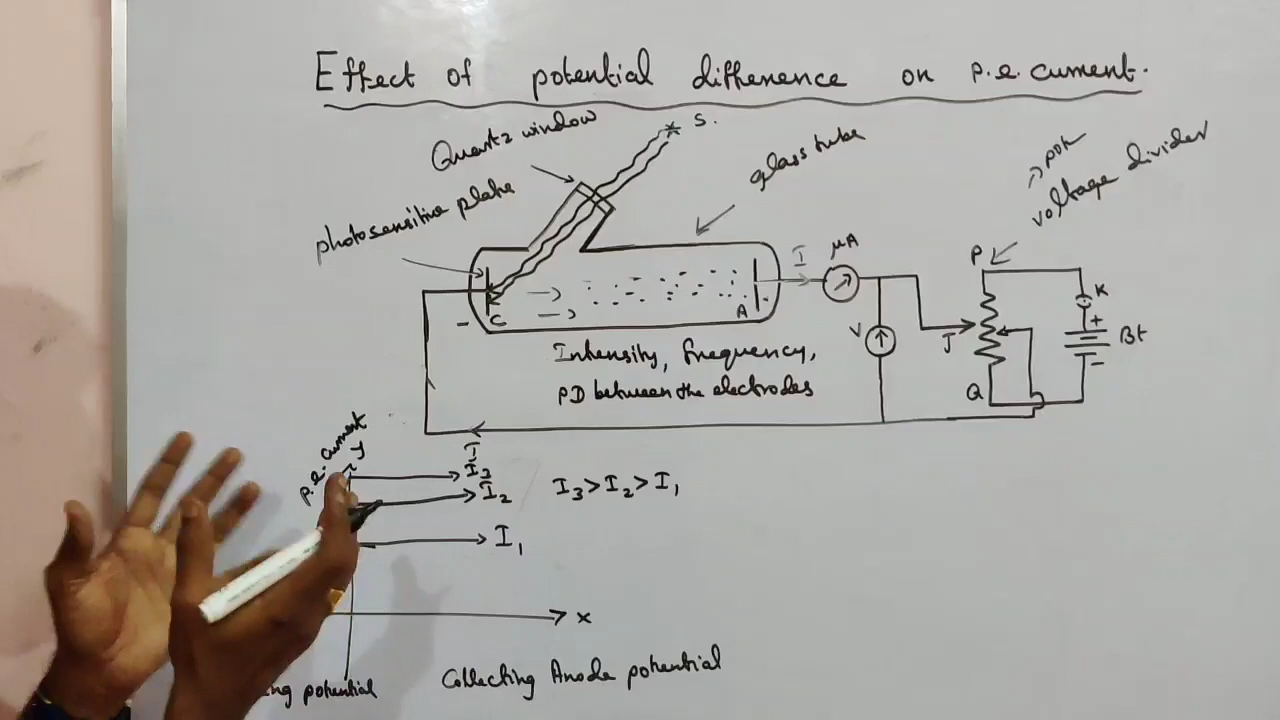 Effect of potential difference on p.e. current.
Quartz window
S.
glass tube
pot
voltage divider
photosensitive plate
I
μA
P
K
+
-
C
A
V
J
Bt
-
Q
Intensity, frequency,
PD between the electrodes
I
p.e. current
y
I3
I2
I3 > I2 > I1
I1
x
ing potential
Collecting Anode potential